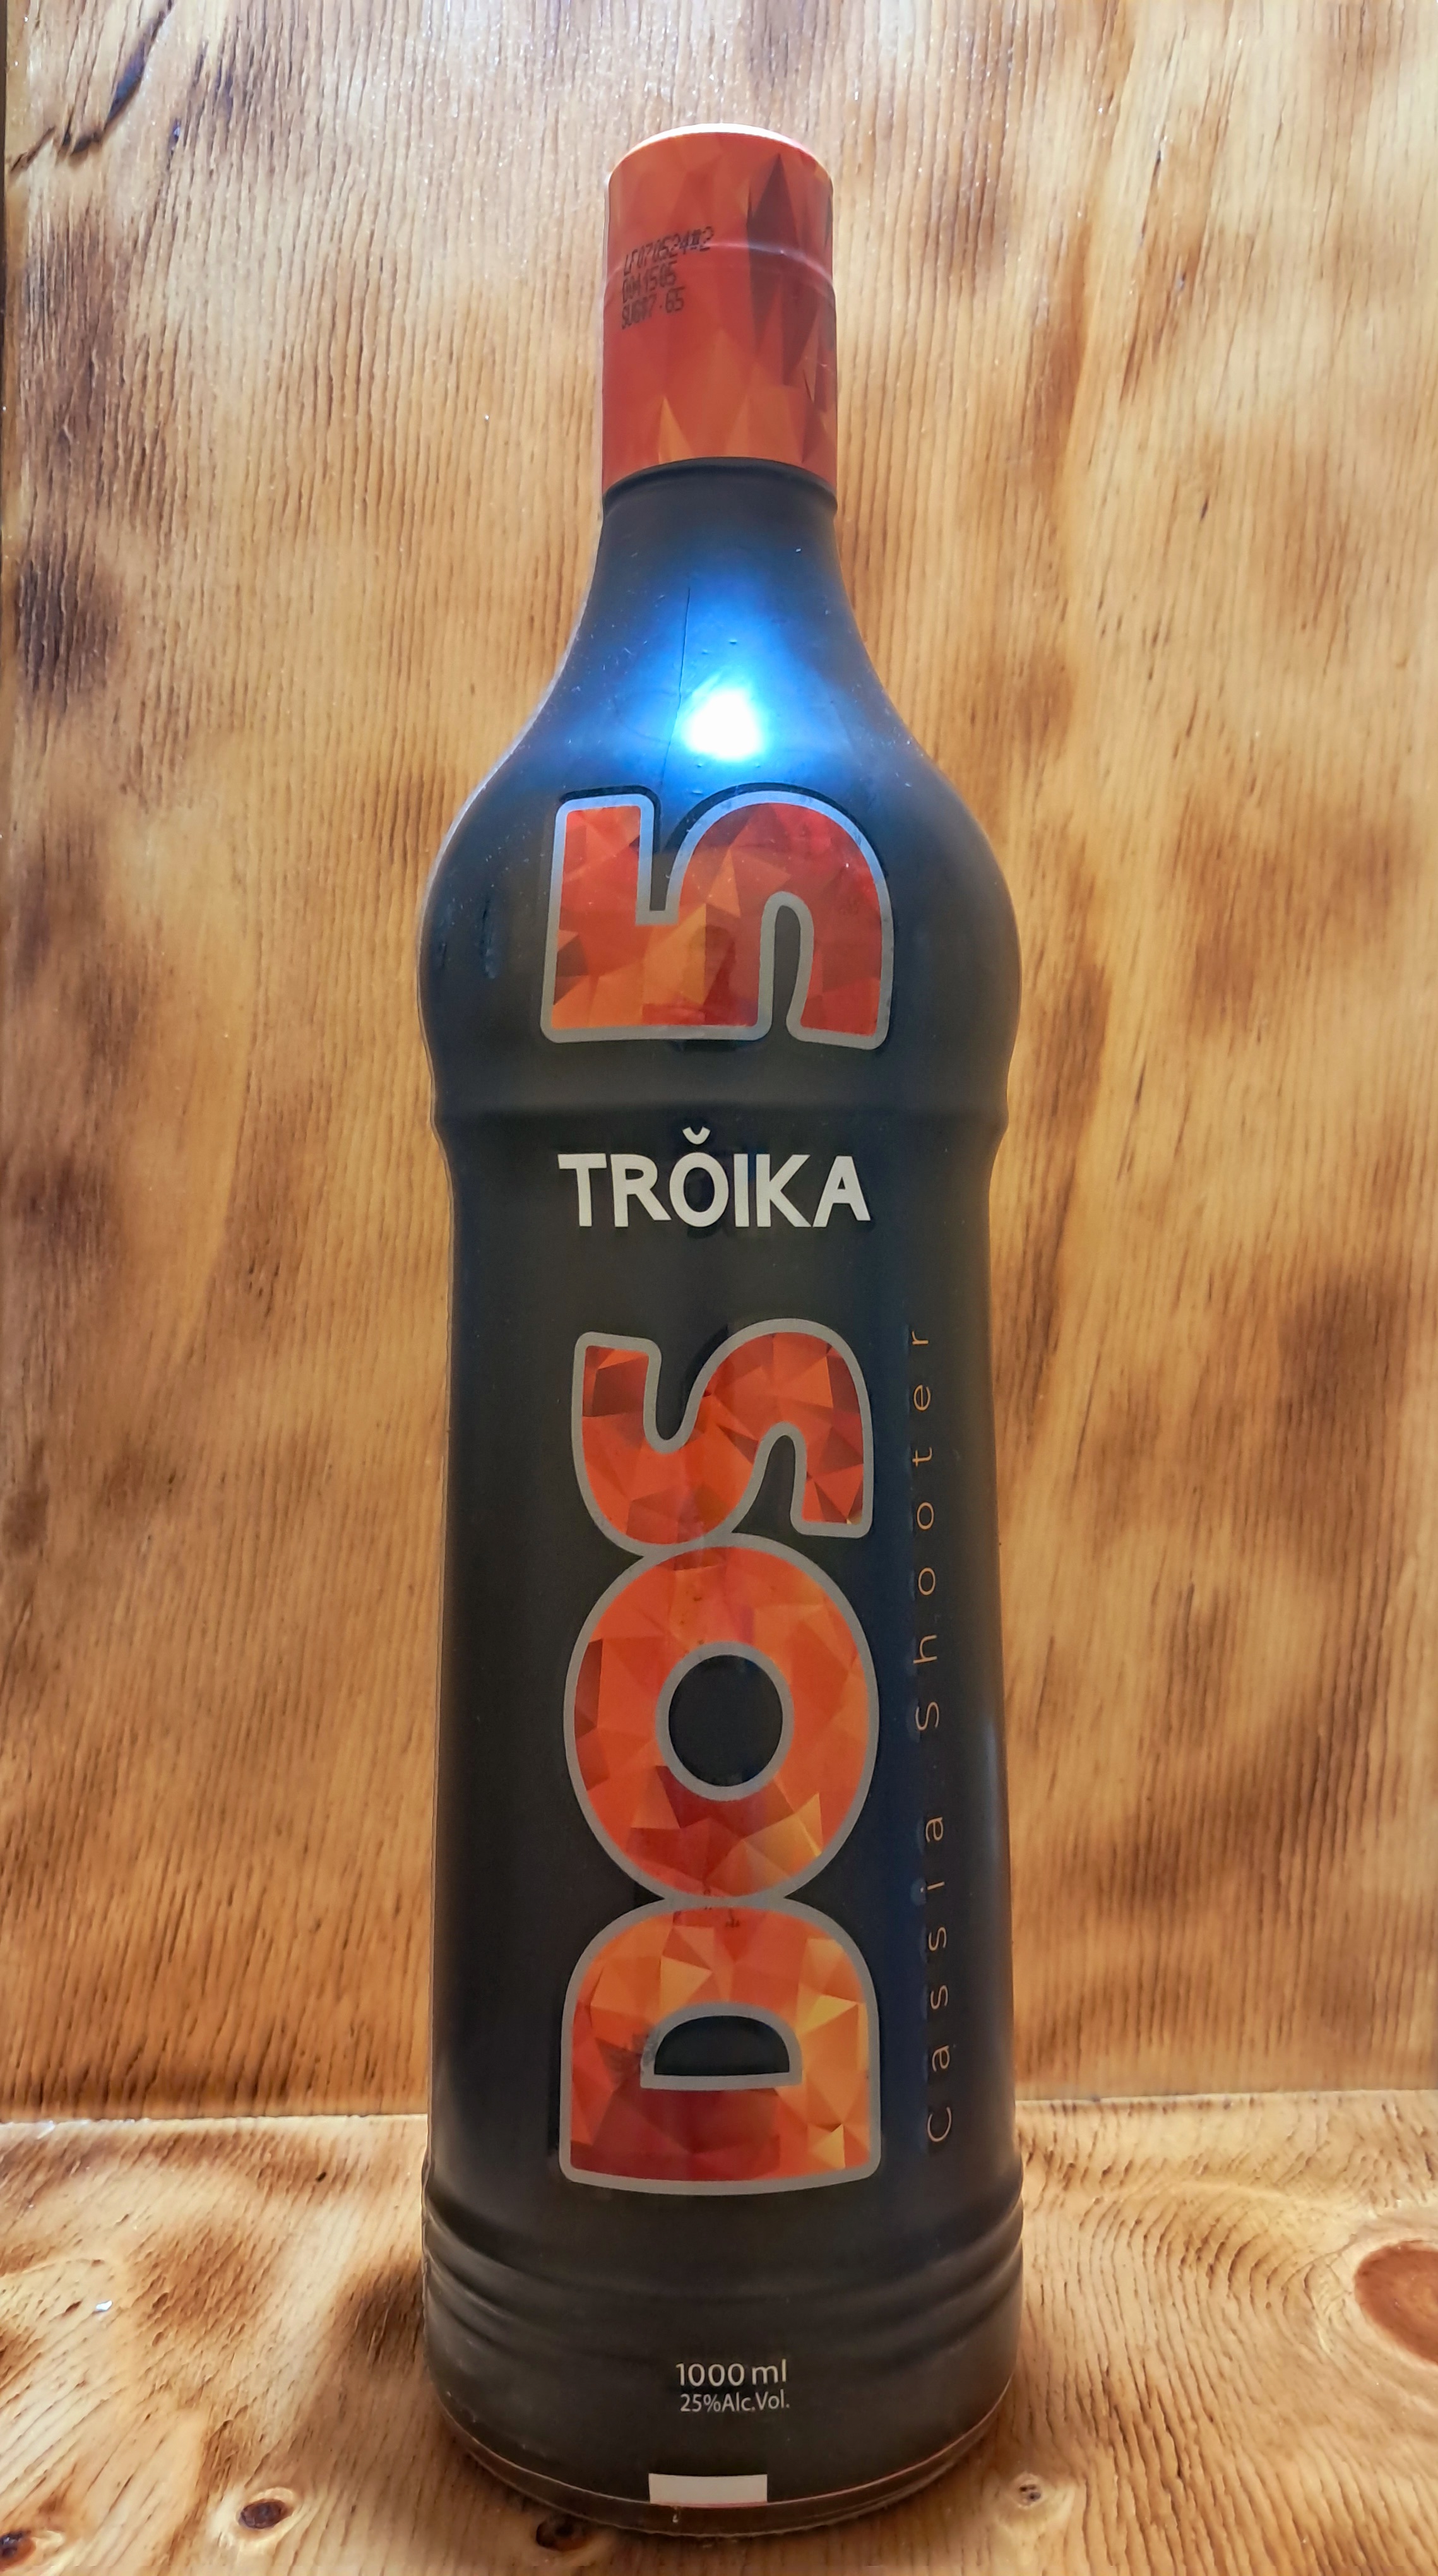 5
TRŎIKA
DOS
Cassia Shooter
1000 ml
25%Alc.Vol.